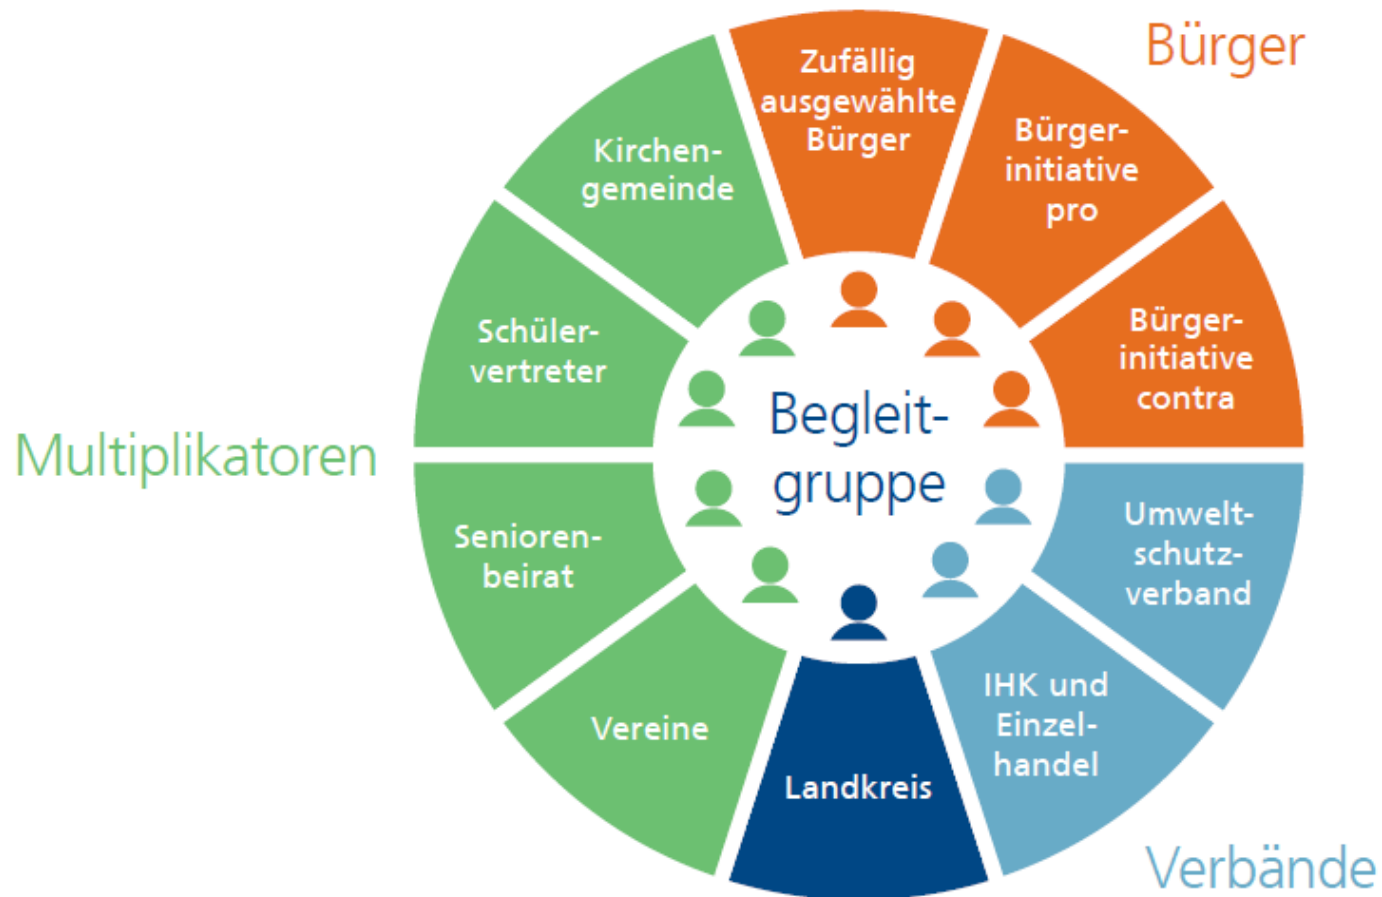 Bürger
Zufällig
ausgewählte
Bürger
Bürger-
initiative
pro
Bürger-
initiative
contra
Umwelt-
schutz-
verband
IHK und
Einzel-
handel
Verbände
Landkreis
Vereine
Senioren-
beirat
Schüler-
vertreter
Kirchen-
gemeinde
Multiplikatoren
Begleit-
gruppe